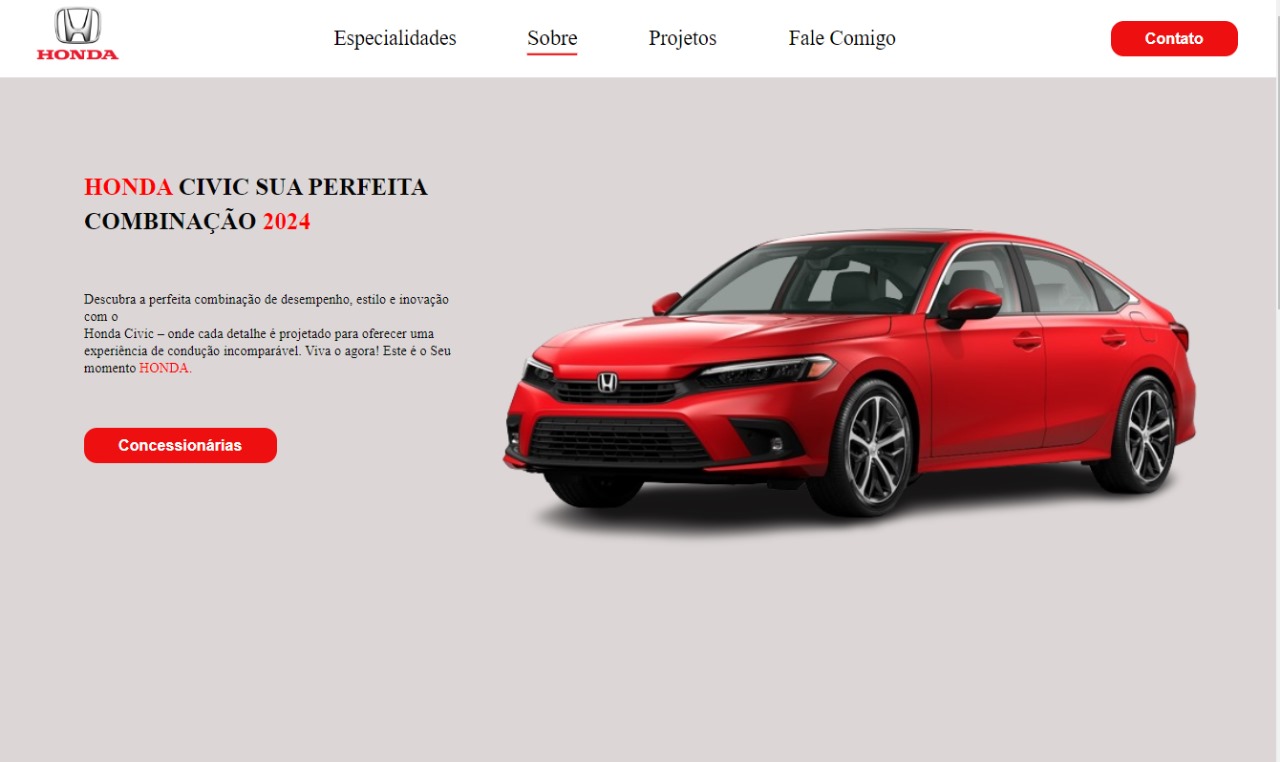 HONDA
Especialidades
Sobre
Projetos
Fale Comigo
Contato
HONDA CIVIC SUA PERFEITA
COMBINAÇÃO 2024
Descubra a perfeita combinação de desempenho, estilo e inovação
com o
Honda Civic – onde cada detalhe é projetado para oferecer uma
experiência de condução incomparável. Viva o agora! Este é o Seu
momento HONDA.
Concessionárias